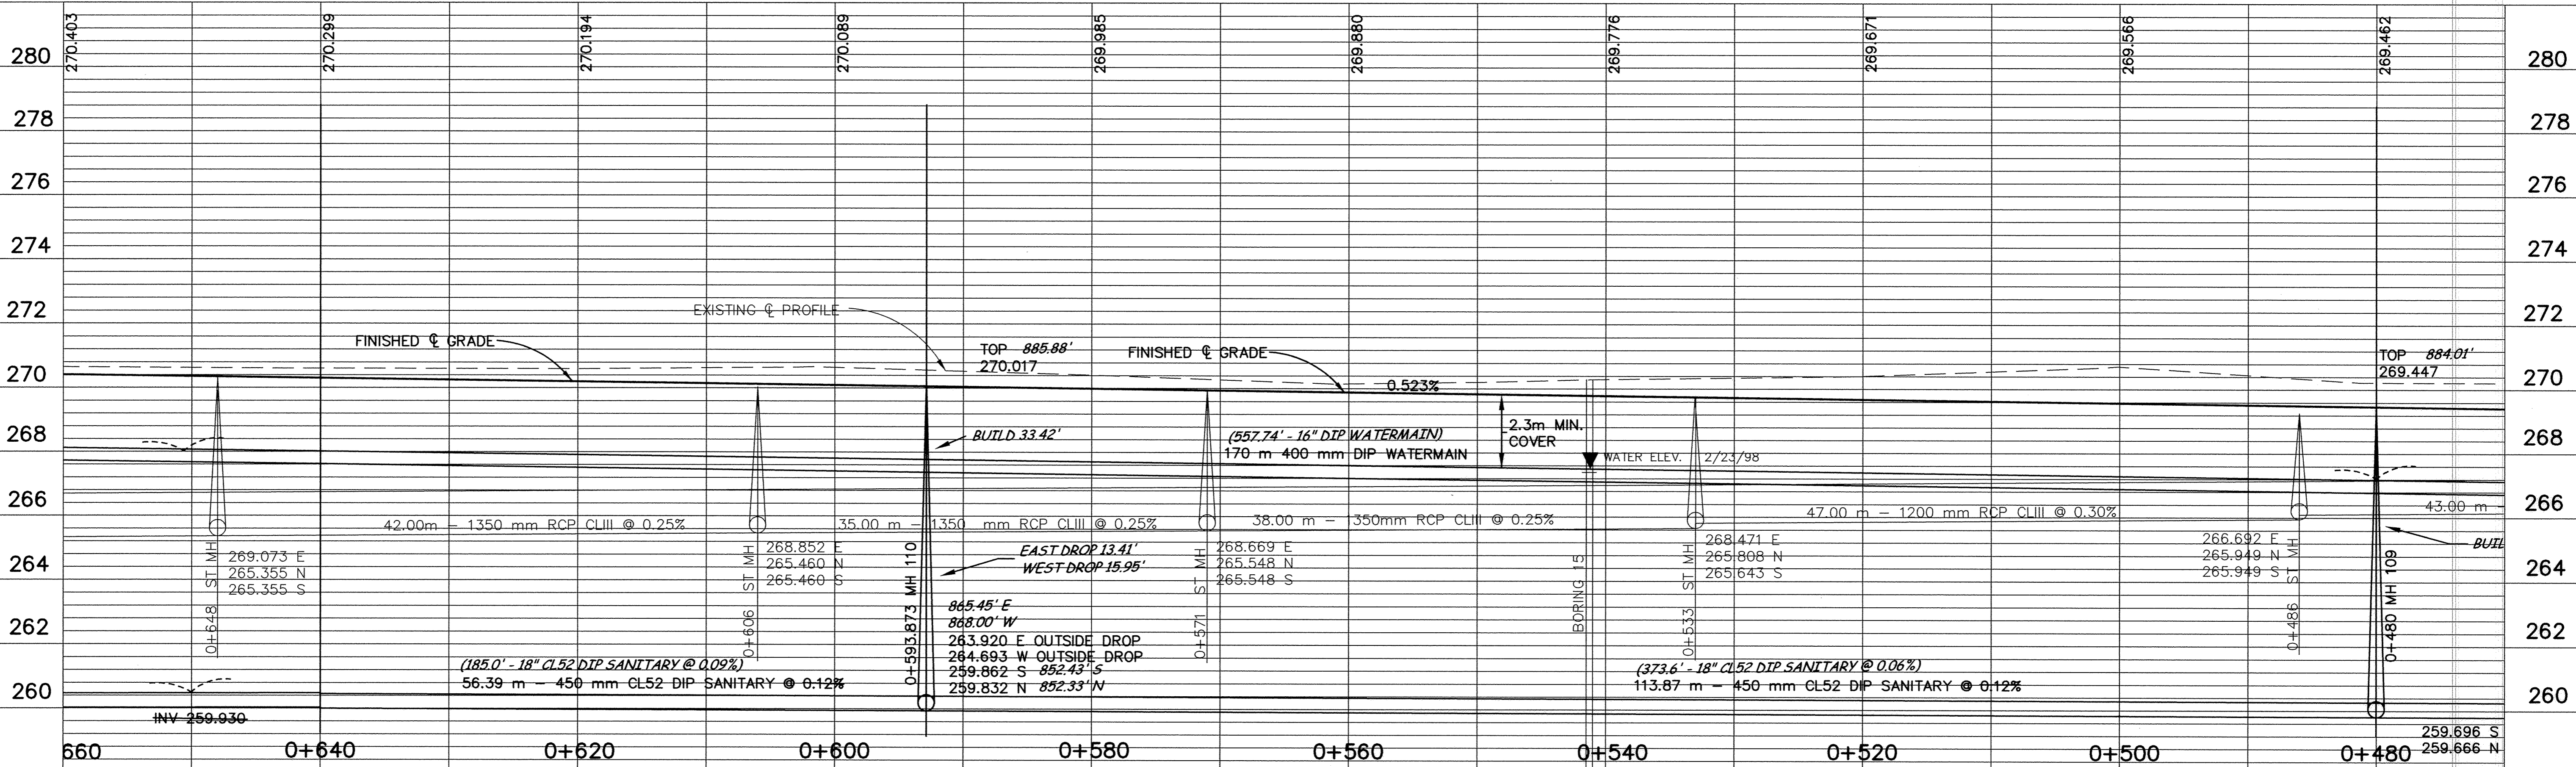 270.403
270.299
270.194
270.089
269.985
269.880
269.776
269.671
269.566
269.462
280
280
278
278
276
276
274
274
272
272
270
270
268
268
266
266
264
264
262
262
260
260
EXISTING ℄ PROFILE
FINISHED ℄ GRADE
TOP 885.88'
270.017
FINISHED ℄ GRADE
0.523%
TOP 884.01'
269.447
BUILD 33.42'
(557.74' - 16" DIP WATERMAIN)
170 m 400 mm DIP WATERMAIN
2.3m MIN.
COVER
WATER ELEV. 2/23/98
42.00m – 1350 mm RCP CLIII @ 0.25%
35.00 m – 1350 mm RCP CLIII @ 0.25%
38.00 m – 1350mm RCP CLIII @ 0.25%
47.00 m – 1200 mm RCP CLIII @ 0.30%
43.00 m –
0+648 ST MH
269.073 E
265.355 N
265.355 S
0+606 ST MH
268.852 E
265.460 N
265.460 S
EAST DROP 13.41'
WEST DROP 15.95'
0+593.873 MH 110
865.45' E
868.00' W
263.920 E OUTSIDE DROP
264.693 W OUTSIDE DROP
259.862 S 852.43' S
259.832 N 852.33' N
0+571 ST MH
268.669 E
265.548 N
265.548 S
BORING 15
0+533 ST MH
268.471 E
265.808 N
265.643 S
0+486 ST MH
266.692 E
265.949 N
265.949 S
0+480 MH 109
BUIL
(185.0' - 18" CL52 DIP SANITARY @ 0.09%)
56.39 m – 450 mm CL52 DIP SANITARY @ 0.12%
(373.6' - 18" CL52 DIP SANITARY @ 0.06%)
113.87 m – 450 mm CL52 DIP SANITARY @ 0.12%
INV 259.930
259.696 S
259.666 N
660
0+640
0+620
0+600
0+580
0+560
0+540
0+520
0+500
0+480